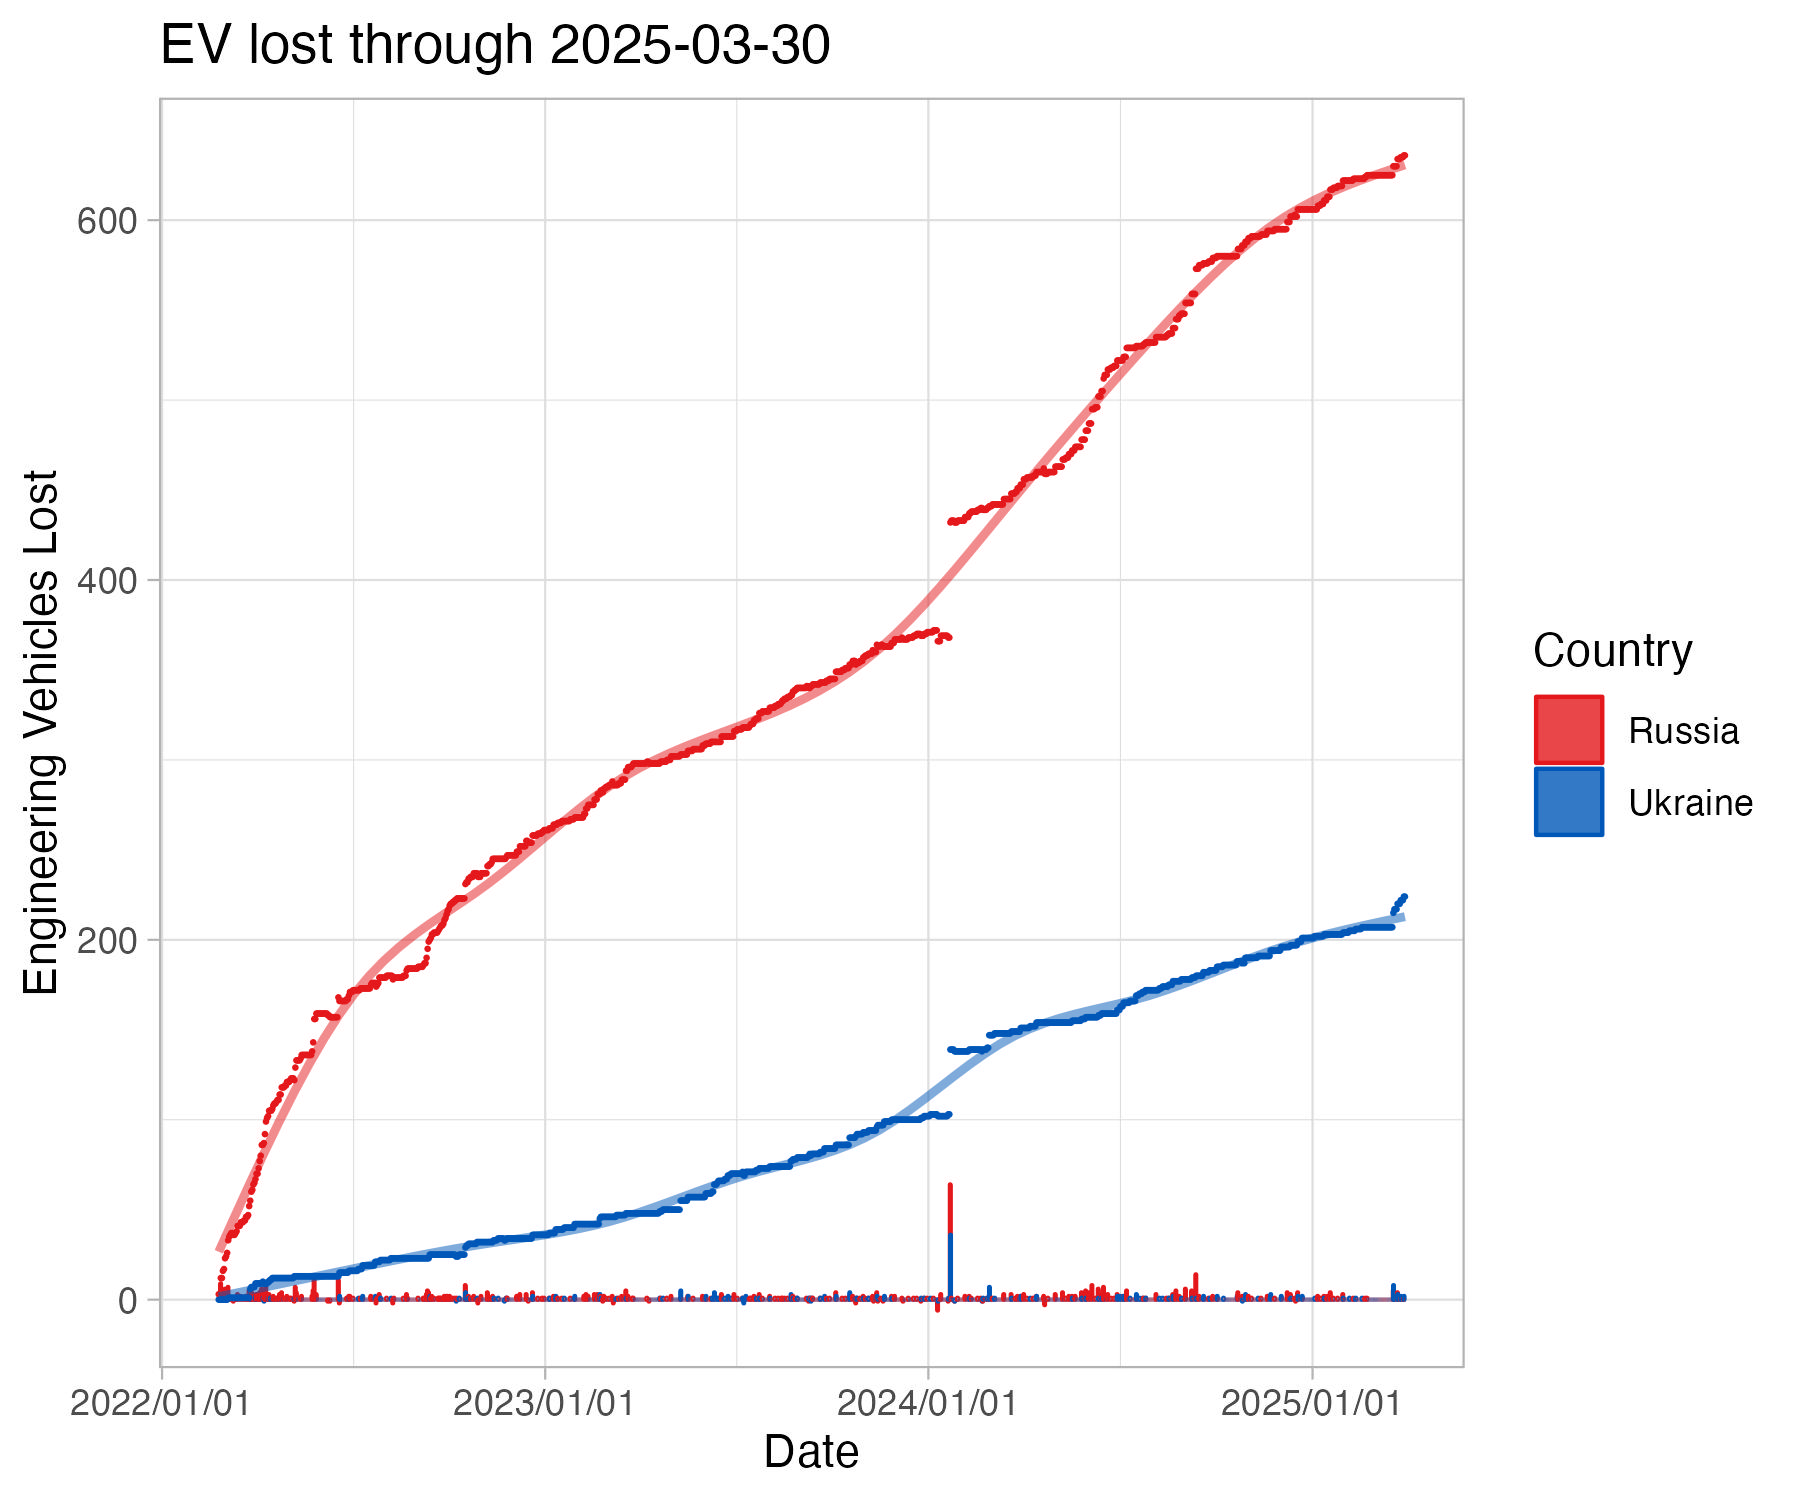 EV lost through 2025-03-30
Engineering Vehicles Lost
600
400
200
0
2022/01/01
2023/01/01
2024/01/01
2025/01/01
Date
Country
Russia
Ukraine